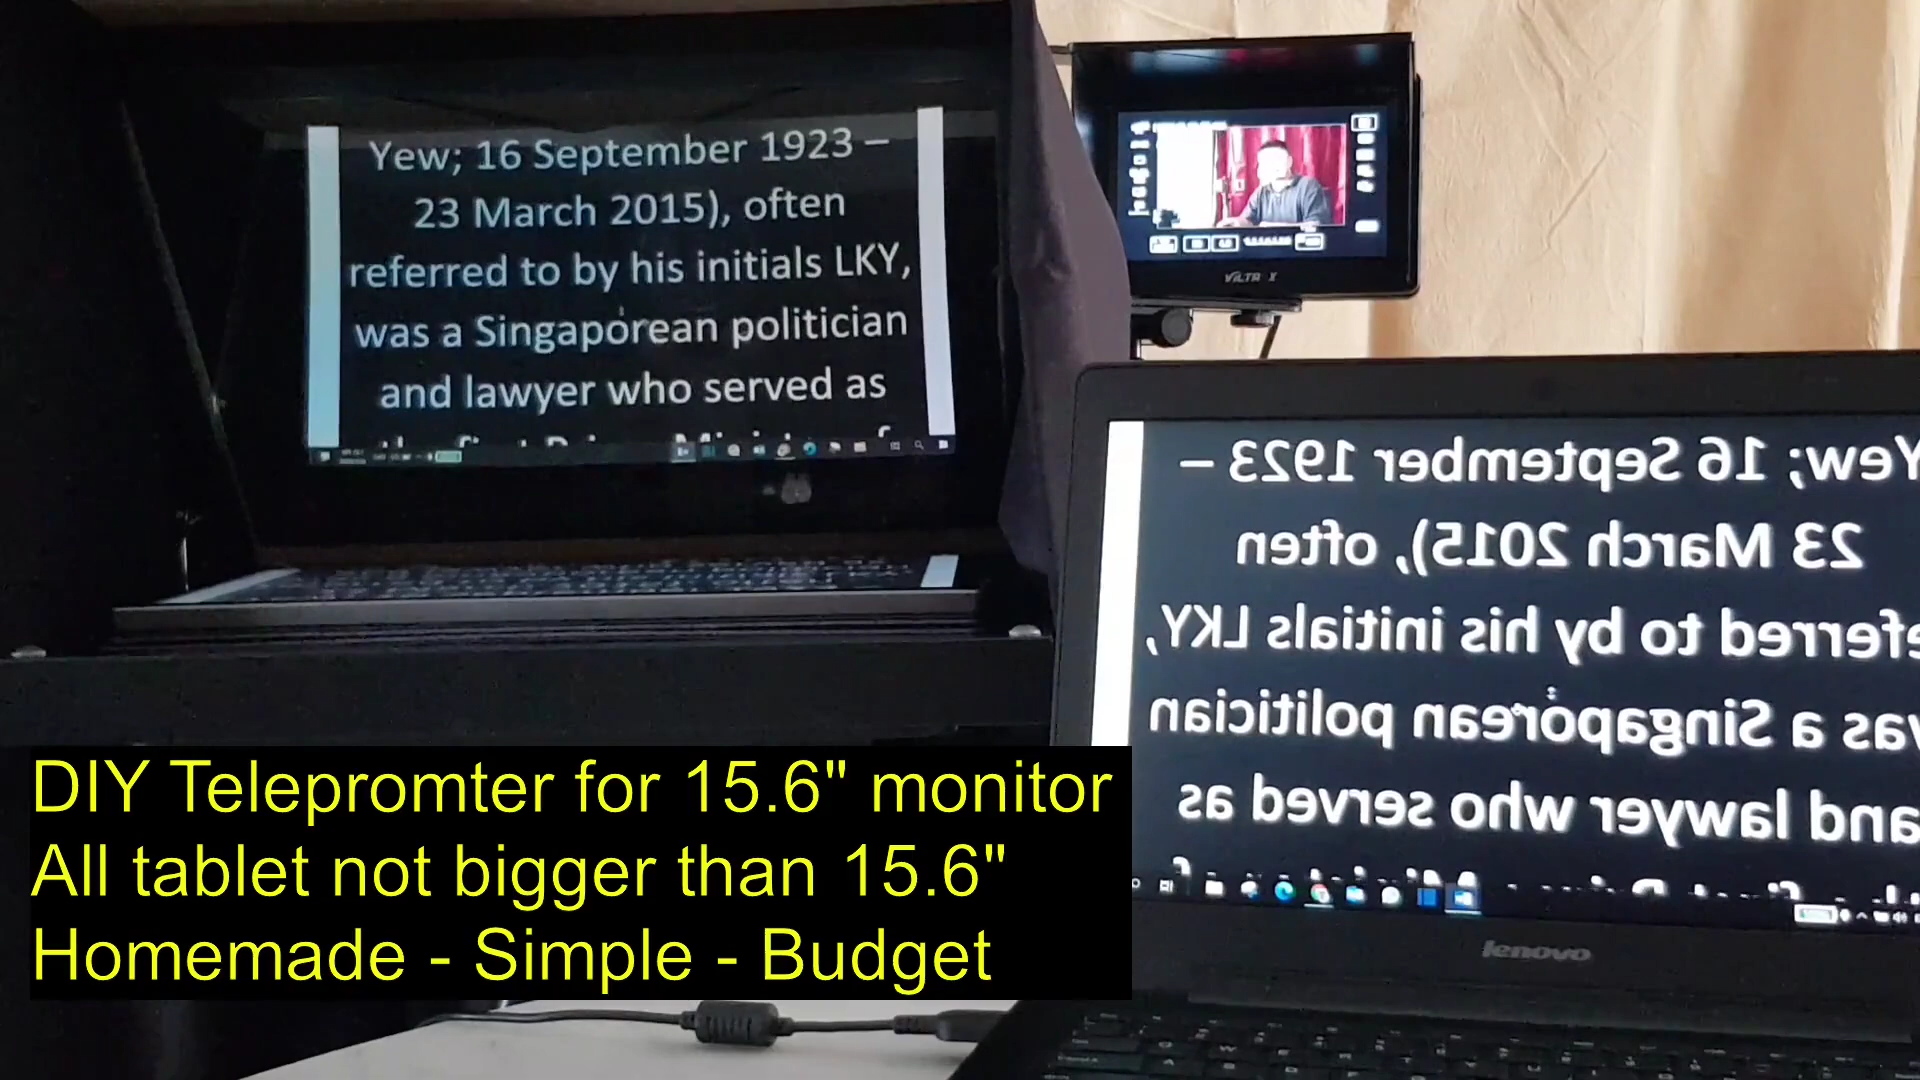 Yew; 16 September 1923 –
23 March 2015), often
referred to by his initials LKY,
was a Singaporean politician
and lawyer who served as
VILTROX
Yew; 16 September 1923 –
23 March 2015), often
eferred to by his initials LKY,
as a Singaporean politician
and lawyer who served as
lenovo
DIY Telepromter for 15.6" monitor
All tablet not bigger than 15.6"
Homemade - Simple - Budget